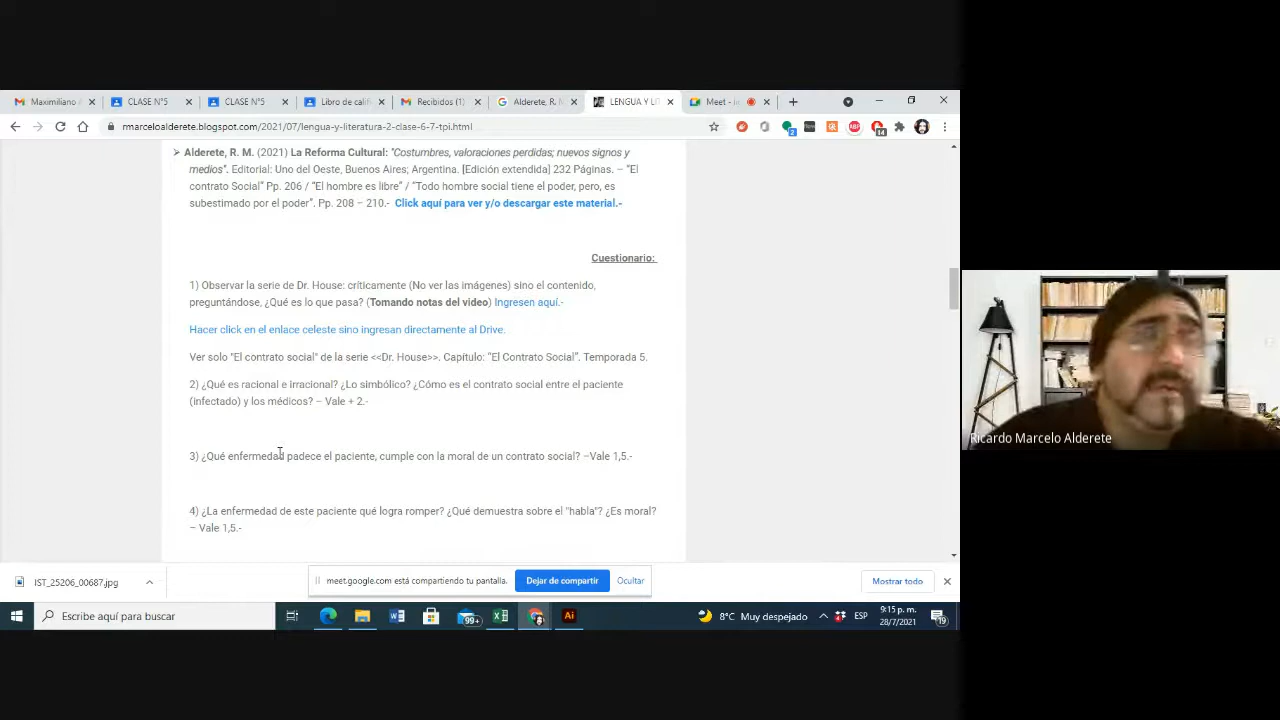 Maximiliano
CLASE N°5
CLASE N°5
Libro de calif
Recibidos (1)
Alderete, R. M
LENGUA Y LI
Meet - i
marceloalderete.blogspot.com/2021/07/lengua-y-literatura-2-clase-6-7-tpi.html
2
ABP
14
➢ Alderete, R. M. (2021) La Reforma Cultural: "Costumbres, valoraciones perdidas; nuevos signos y
medios". Editorial: Uno del Oeste, Buenos Aires; Argentina. [Edición extendida] 232 Páginas. – "El
contrato Social" Pp. 206 / "El hombre es libre" / "Todo hombre social tiene el poder, pero, es
subestimado por el poder". Pp. 208 – 210.- Click aquí para ver y/o descargar este material.-
Cuestionario:
1) Observar la serie de Dr. House: críticamente (No ver las imágenes) sino el contenido,
preguntándose, ¿Qué es lo que pasa? (Tomando notas del video) Ingresen aquí.-
Hacer click en el enlace celeste sino ingresan directamente al Drive.
Ver solo "El contrato social" de la serie <<Dr. House>>. Capítulo: "El Contrato Social". Temporada 5.
2) ¿Qué es racional e irracional? ¿Lo simbólico? ¿Cómo es el contrato social entre el paciente
(infectado) y los médicos? – Vale + 2.-
3) ¿Qué enfermedad padece el paciente, cumple con la moral de un contrato social? –Vale 1,5.-
4) ¿La enfermedad de este paciente qué logra romper? ¿Qué demuestra sobre el "habla"? ¿Es moral?
– Vale 1,5.-
Ricardo Marcelo Alderete
IST_25206_00687.jpg
meet.google.com está compartiendo tu pantalla.
Dejar de compartir
Ocultar
Mostrar todo
Escribe aquí para buscar
99+
Ai
8°C Muy despejado
ESP
9:15 p. m.
28/7/2021
19